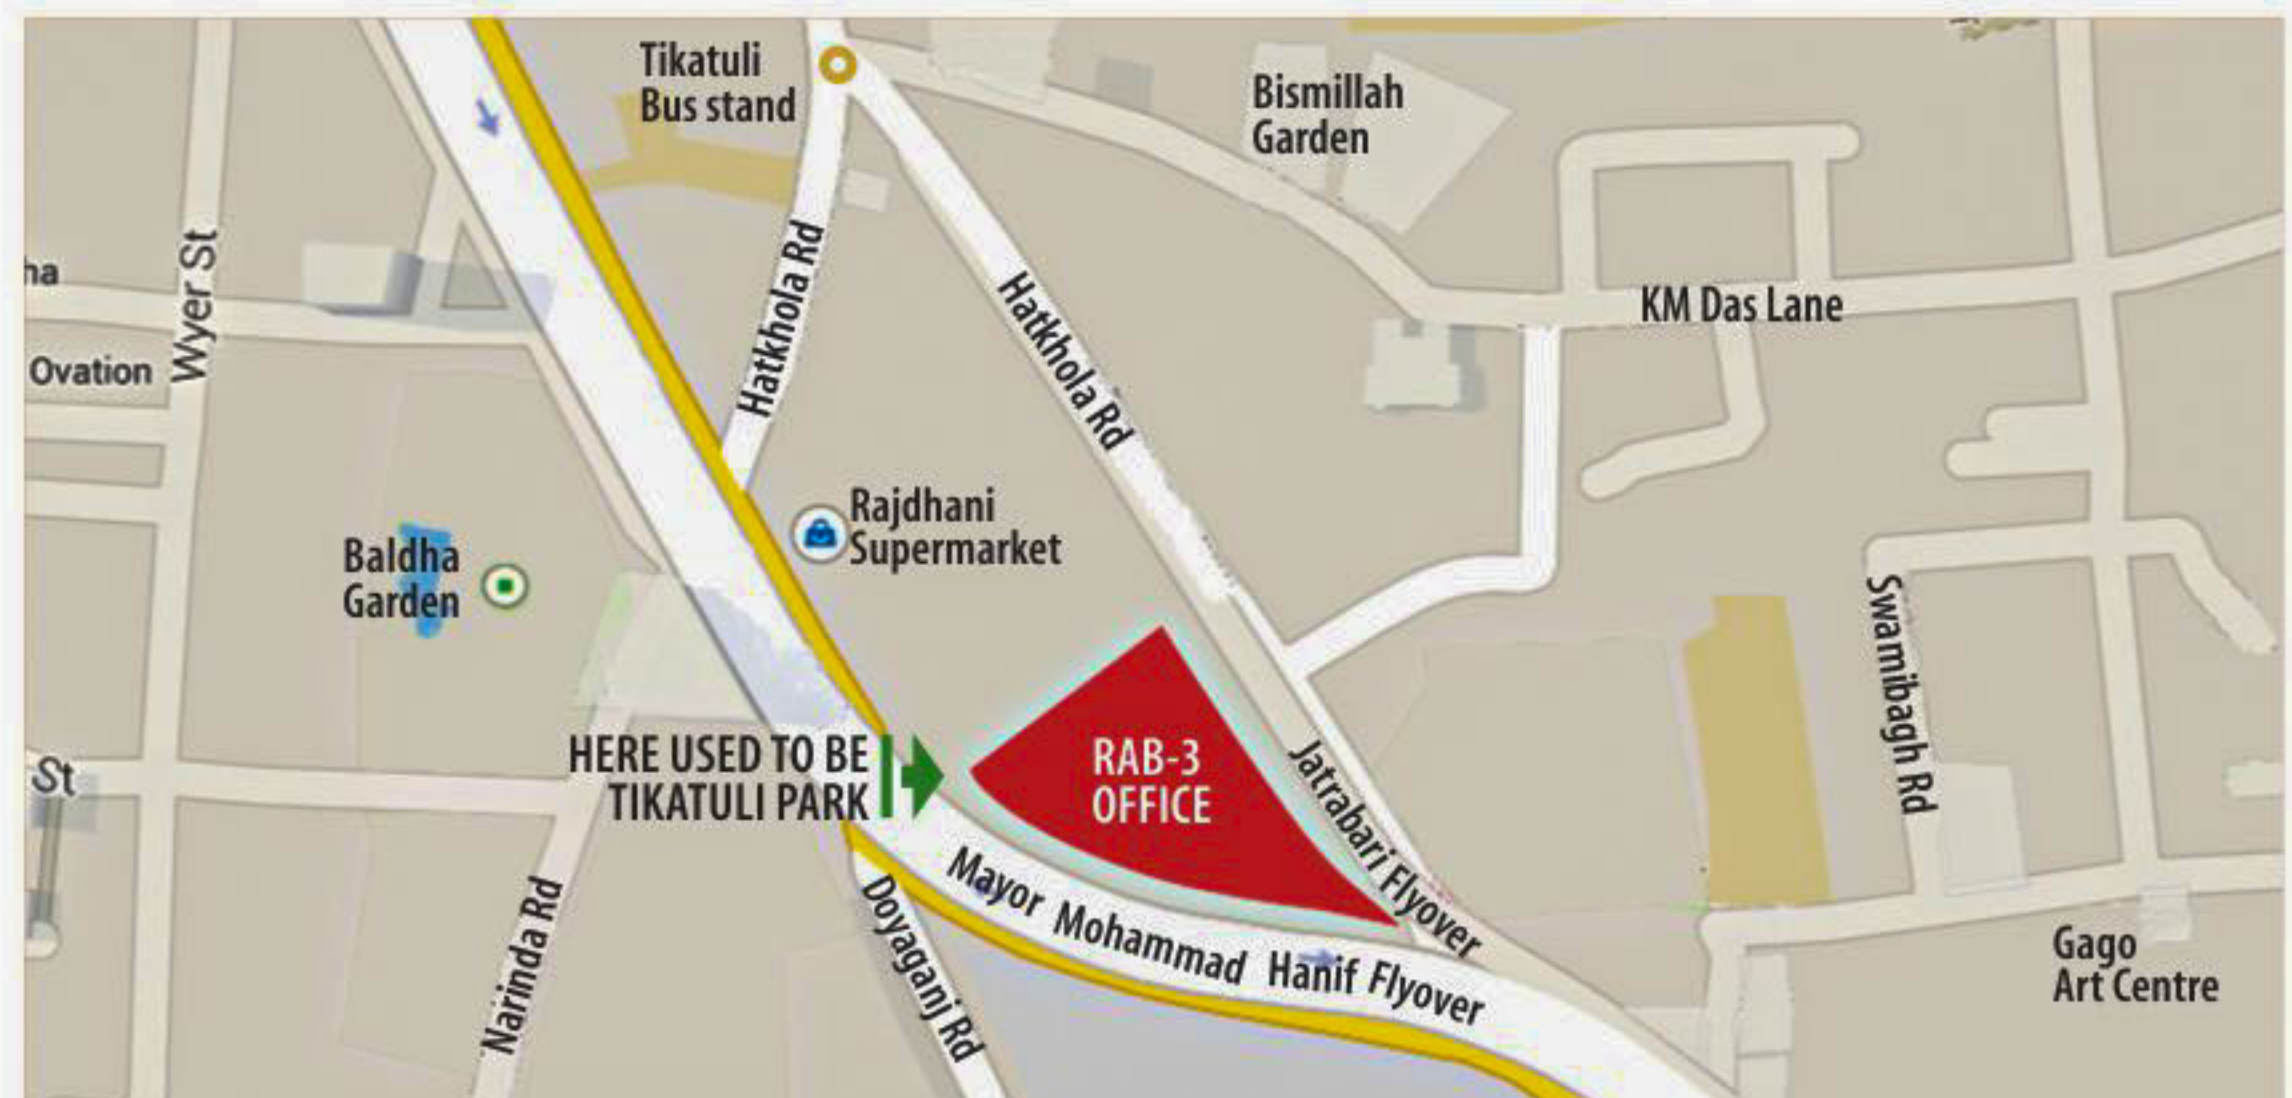 Tikatuli
Bus stand
Bismillah
Garden
Wyer St
ha
Ovation
Hatkhola Rd
Hatkhola Rd
KM Das Lane
Rajdhani
Supermarket
Baldha
Garden
Swamibagh Rd
HERE USED TO BE
TIKATULI PARK
RAB-3
OFFICE
St
Jatrabari Flyover
Mayor Mohammad Hanif Flyover
Narinda Rd
Doyaganj Rd
Gago
Art Centre